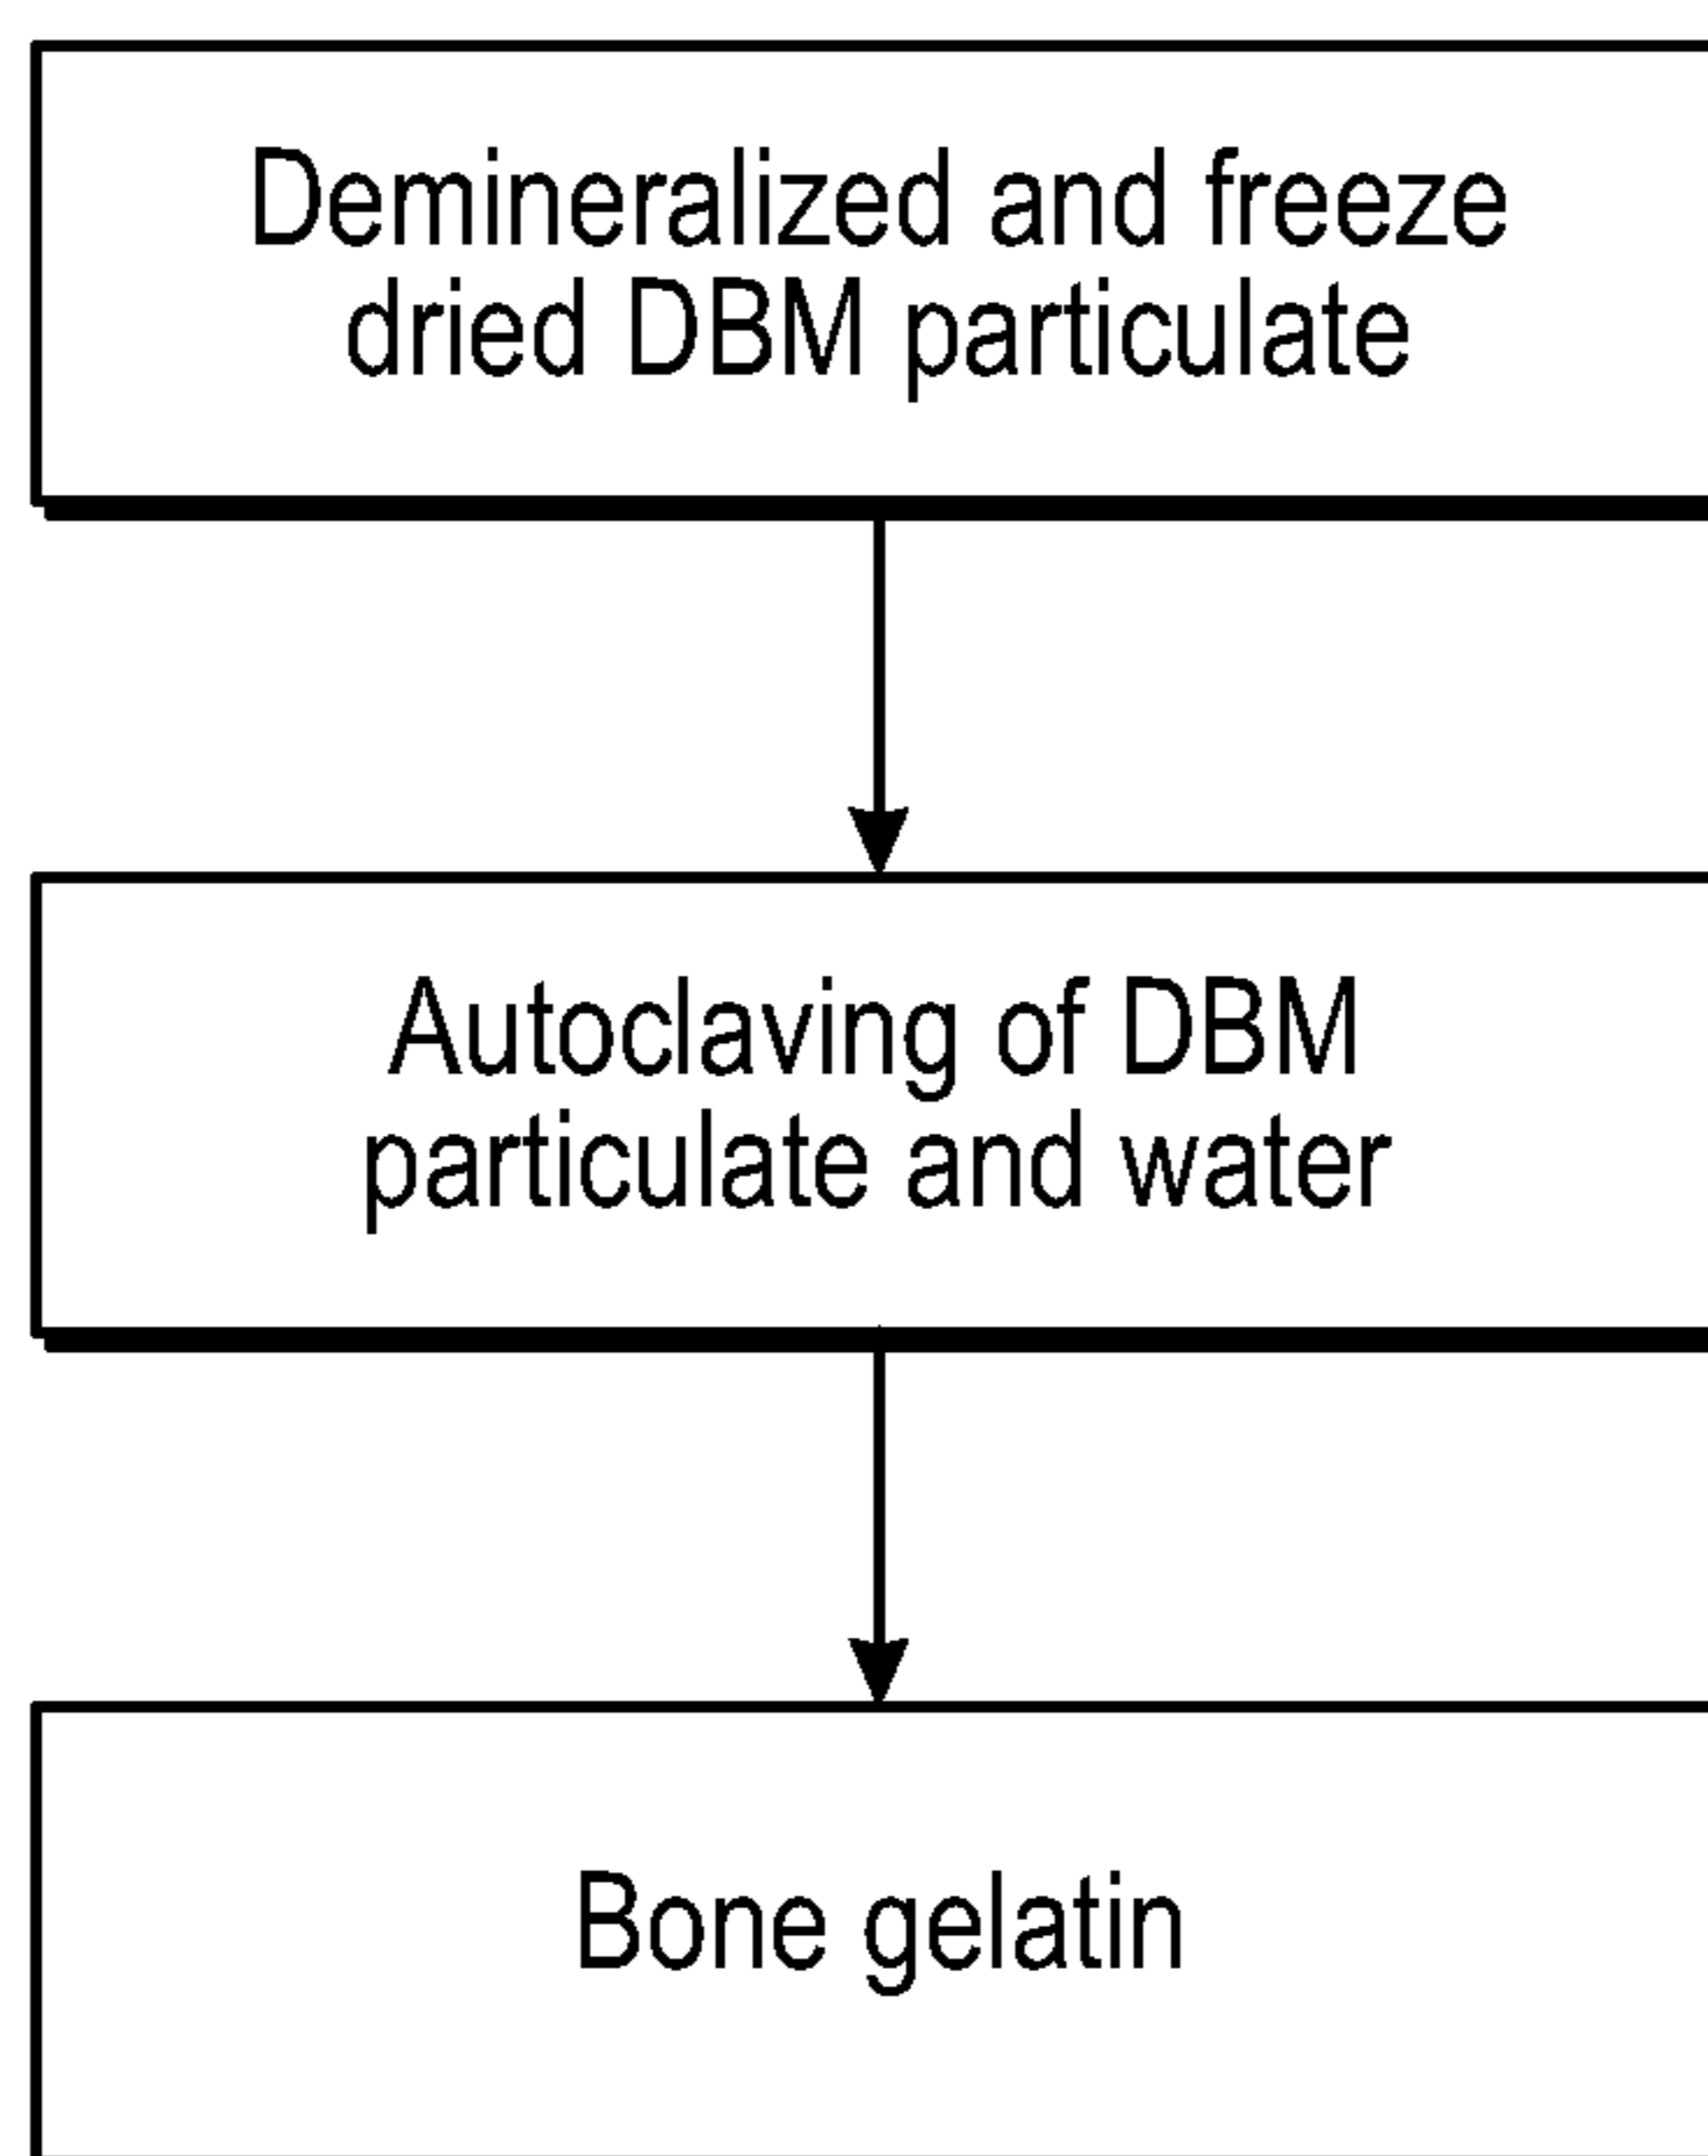 Demineralized and freeze
dried DBM particulate
Autoclaving of DBM
particulate and water
Bone gelatin